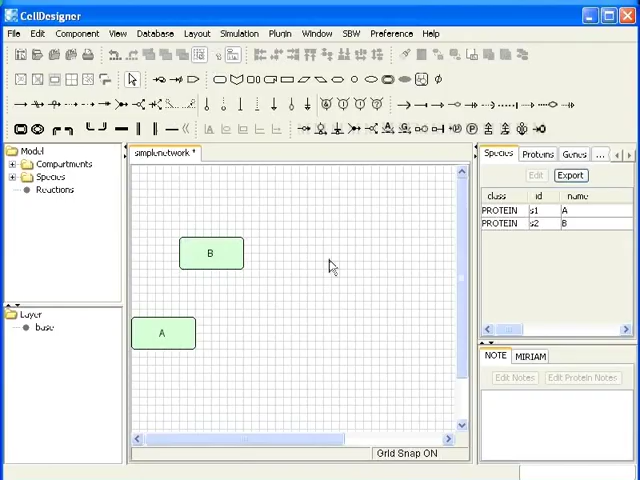 CellDesigner
File Edit Component View Database Layout Simulation Plugin Window SBW Preference Help
Model
Compartments
Species
Reactions
Layer
base
simplenetwork *
B
A
Grid Snap ON
Species Proteins Genes ...
Edit Export
class id name
PROTEIN s1 A
PROTEIN s2 B
NOTE MIRIAM
Edit Notes Edit Protein Notes